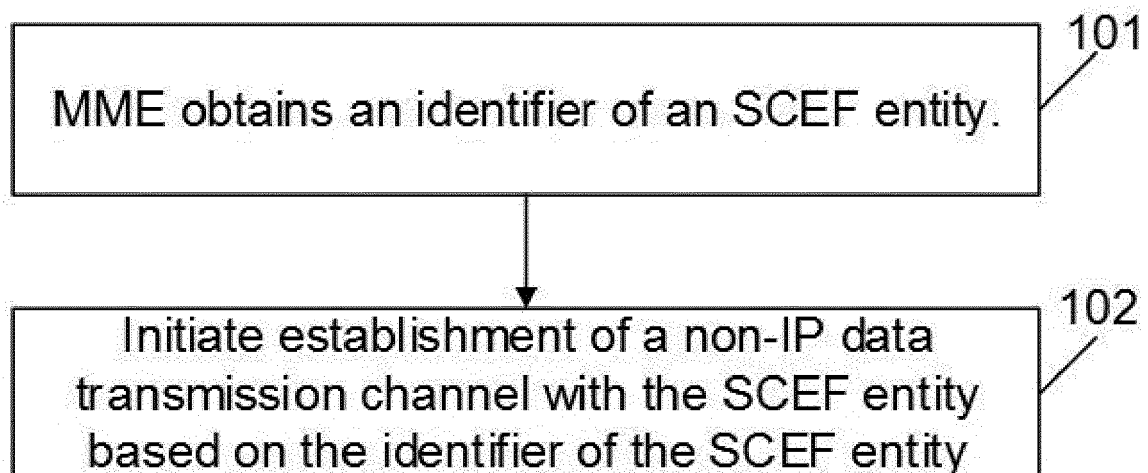 101
MME obtains an identifier of an SCEF entity.
102
Initiate establishment of a non-IP data
transmission channel with the SCEF entity
based on the identifier of the SCEF entity